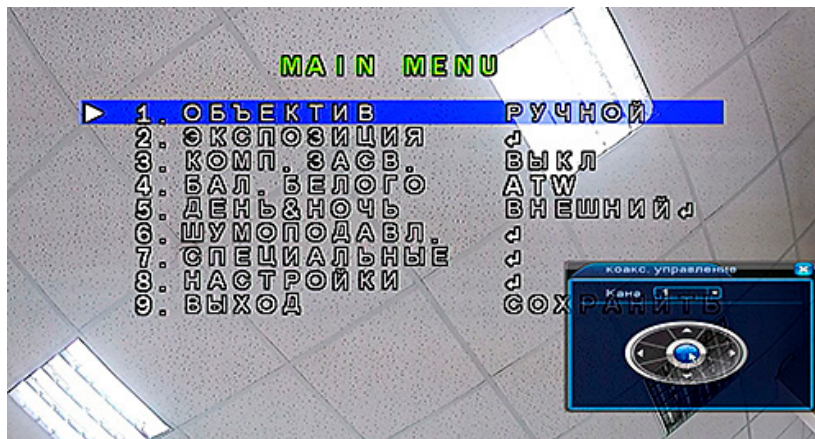 MAIN MENU
1. ОБЪЕКТИВ РУЧНОЙ
2. ЭКСПОЗИЦИЯ
3. КОМП. ЗАСВ. ВЫКЛ
4. БАЛ. БЕЛОГО ATW
5. ДЕНЬ&НОЧЬ ВНЕШНИЙ
6. ШУМОПОДАВЛ.
7. СПЕЦИАЛЬНЫЕ
8. НАСТРОЙКИ
9. ВЫХОД СОХРАНИТЬ
коакс. управление
Кана 1